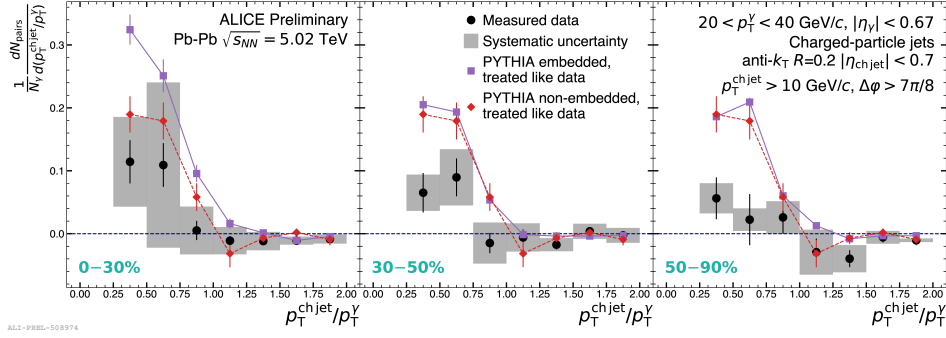 1/N_γ dN_pairs/d(p_T^ch jet/p_T^γ)
0.3
0.2
0.1
0.0
ALICE Preliminary
Pb-Pb √s_NN = 5.02 TeV
0−30%
0.00 0.25 0.50 0.75 1.00 1.25 1.50 1.75 2.00
p_T^ch jet/p_T^γ
Measured data
Systematic uncertainty
PYTHIA embedded,
treated like data
PYTHIA non-embedded,
treated like data
30−50%
0.00 0.25 0.50 0.75 1.00 1.25 1.50 1.75 2.00
p_T^ch jet/p_T^γ
20 < p_T^γ < 40 GeV/c, |η_γ| < 0.67
Charged-particle jets
anti-k_T R=0.2 |η_ch jet| < 0.7
p_T^ch jet > 10 GeV/c, Δφ > 7π/8
50−90%
0.00 0.25 0.50 0.75 1.00 1.25 1.50 1.75 2.00
p_T^ch jet/p_T^γ
ALI-PREL-508974